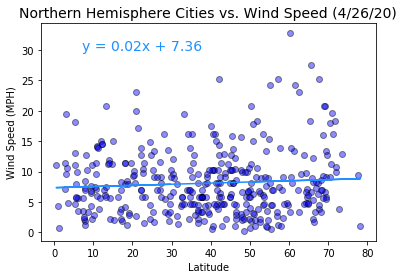 Northern Hemisphere Cities vs. Wind Speed (4/26/20)
y = 0.02x + 7.36
Wind Speed (MPH)
30
25
20
15
10
5
0
0 10 20 30 40 50 60 70 80
Latitude